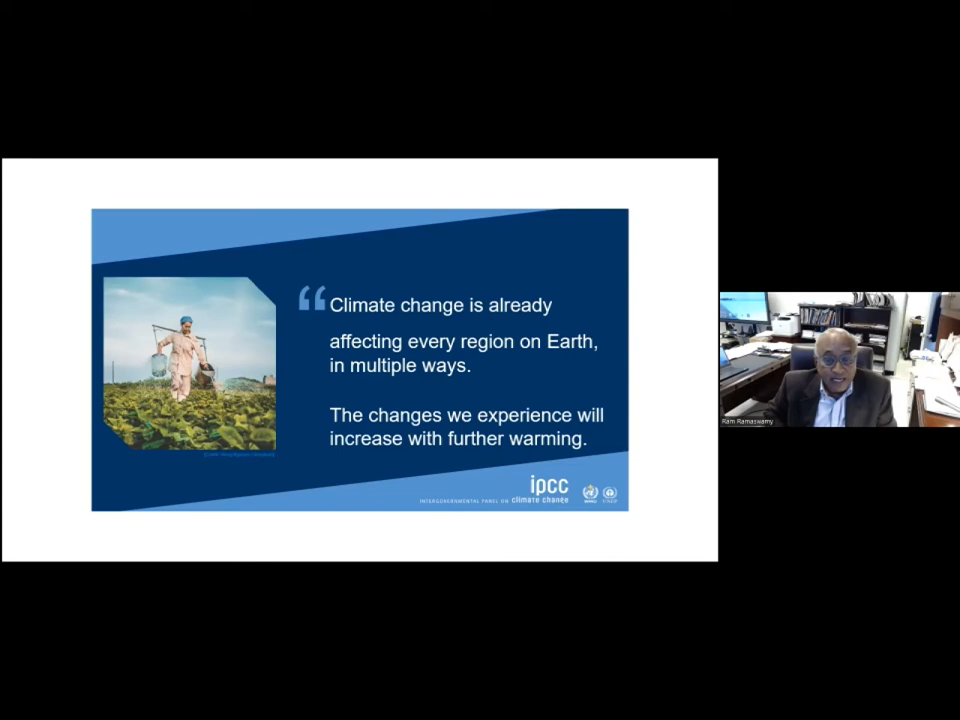 “Climate change is already
affecting every region on Earth,
in multiple ways.
The changes we experience will
increase with further warming.
ipcc
INTERGOVERNMENTAL PANEL ON climate change
Ram Ramaswamy